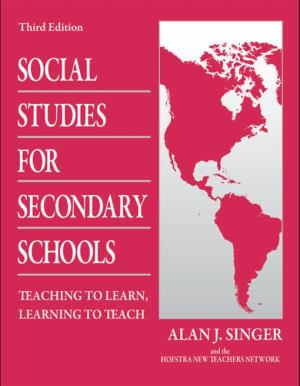 Third Edition
SOCIAL
STUDIES
FOR
SECONDARY
SCHOOLS
TEACHING TO LEARN,
LEARNING TO TEACH
ALAN J. SINGER
and the
HOFSTRA NEW TEACHERS NETWORK